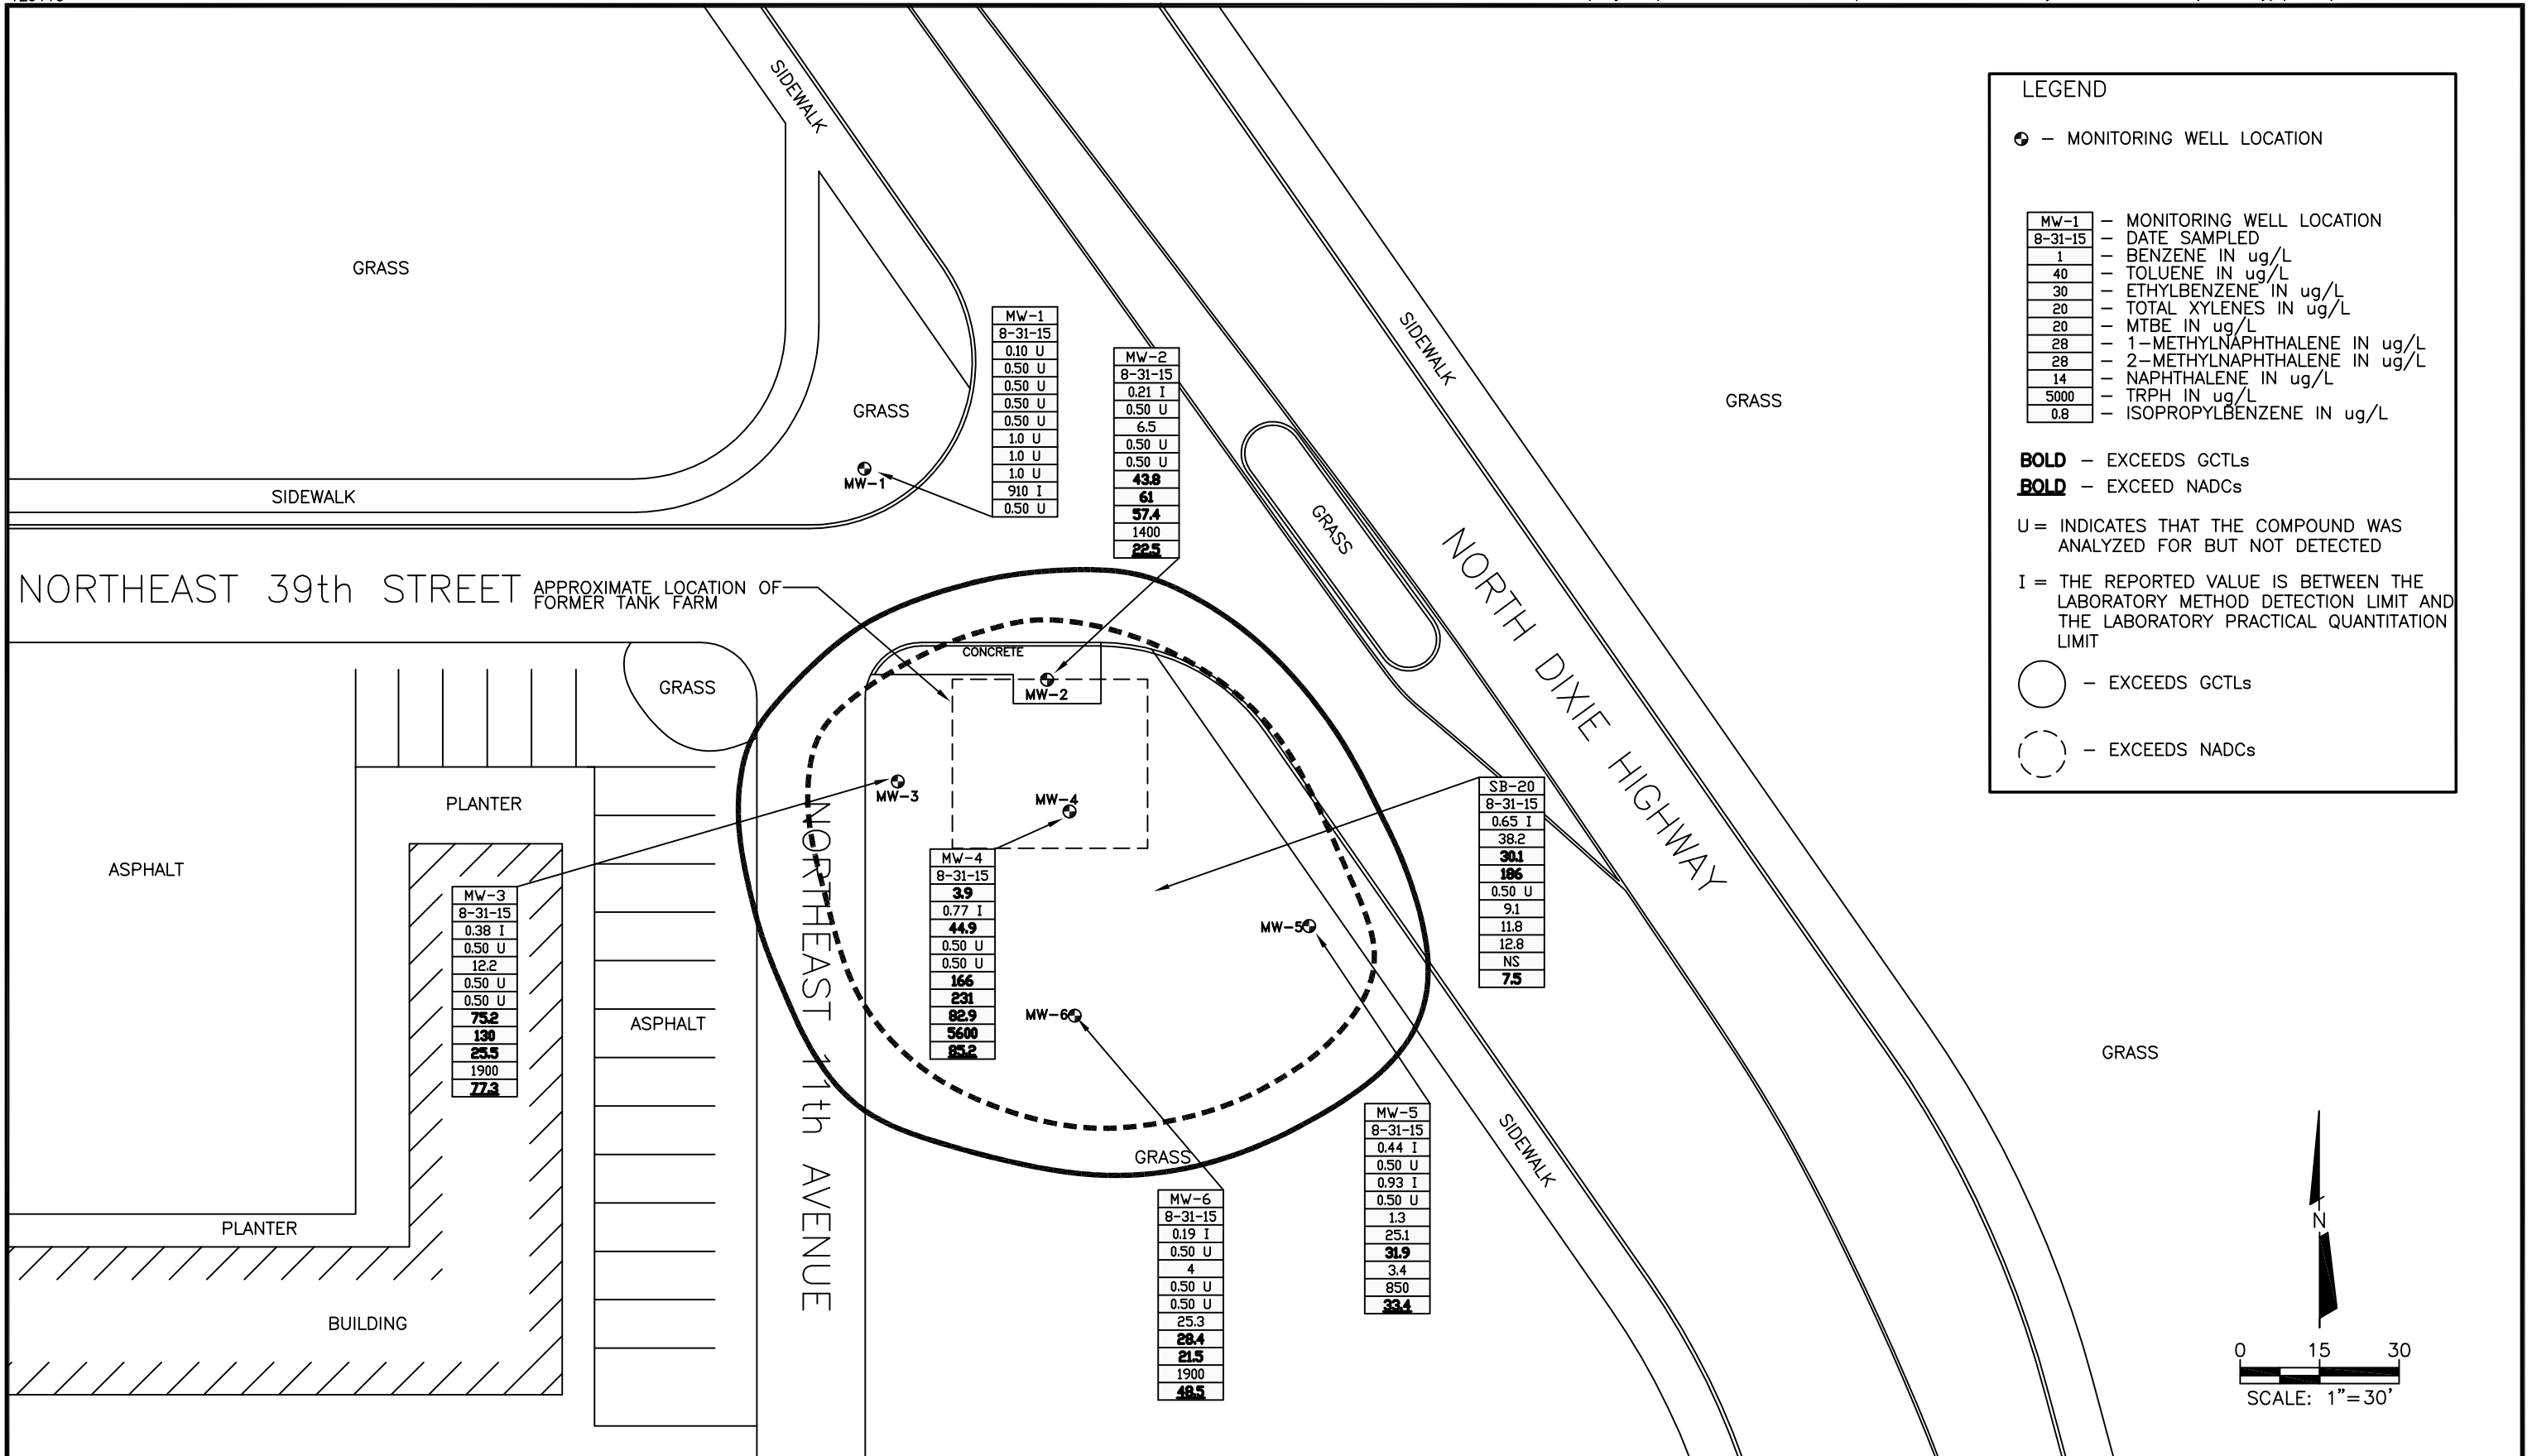 LEGEND
– MONITORING WELL LOCATION
MW-1 – MONITORING WELL LOCATION
8-31-15 – DATE SAMPLED
1 – BENZENE IN ug/L
40 – TOLUENE IN ug/L
30 – ETHYLBENZENE IN ug/L
20 – TOTAL XYLENES IN ug/L
20 – MTBE IN ug/L
28 – 1-METHYLNAPHTHALENE IN ug/L
28 – 2-METHYLNAPHTHALENE IN ug/L
14 – NAPHTHALENE IN ug/L
5000 – TRPH IN ug/L
0.8 – ISOPROPYLBENZENE IN ug/L
BOLD – EXCEEDS GCTLs
BOLD – EXCEED NADCs
U = INDICATES THAT THE COMPOUND WAS
ANALYZED FOR BUT NOT DETECTED
I = THE REPORTED VALUE IS BETWEEN THE
LABORATORY METHOD DETECTION LIMIT AND
THE LABORATORY PRACTICAL QUANTITATION
LIMIT
– EXCEEDS GCTLs
– EXCEEDS NADCs
SIDEWALK
GRASS
GRASS
SIDEWALK
MW-1
MW-1
8-31-15
0.10 U
0.50 U
0.50 U
0.50 U
0.50 U
1.0 U
1.0 U
1.0 U
910 I
0.50 U
MW-2
8-31-15
0.21 I
0.50 U
6.5
0.50 U
0.50 U
43.8
61
57.4
1400
22.5
SIDEWALK
GRASS
GRASS
NORTH DIXIE HIGHWAY
NORTHEAST 39th STREET
APPROXIMATE LOCATION OF
FORMER TANK FARM
CONCRETE
MW-2
GRASS
MW-3
MW-4
PLANTER
ASPHALT
MW-3
8-31-15
0.38 I
0.50 U
12.2
0.50 U
0.50 U
75.2
130
25.5
1900
77.3
ASPHALT
NORTHEAST 11th AVENUE
MW-4
8-31-15
3.9
0.77 I
44.9
0.50 U
0.50 U
166
231
82.9
5600
85.2
SB-20
8-31-15
0.65 I
38.2
30.1
186
0.50 U
9.1
11.8
12.8
NS
7.5
MW-5
MW-6
GRASS
MW-5
8-31-15
0.44 I
0.50 U
0.93 I
0.50 U
1.3
25.1
31.9
3.4
850
33.4
MW-6
8-31-15
0.19 I
0.50 U
4
0.50 U
0.50 U
25.3
28.4
21.5
1900
48.5
SIDEWALK
GRASS
PLANTER
BUILDING
N
0 15 30
SCALE: 1"=30'